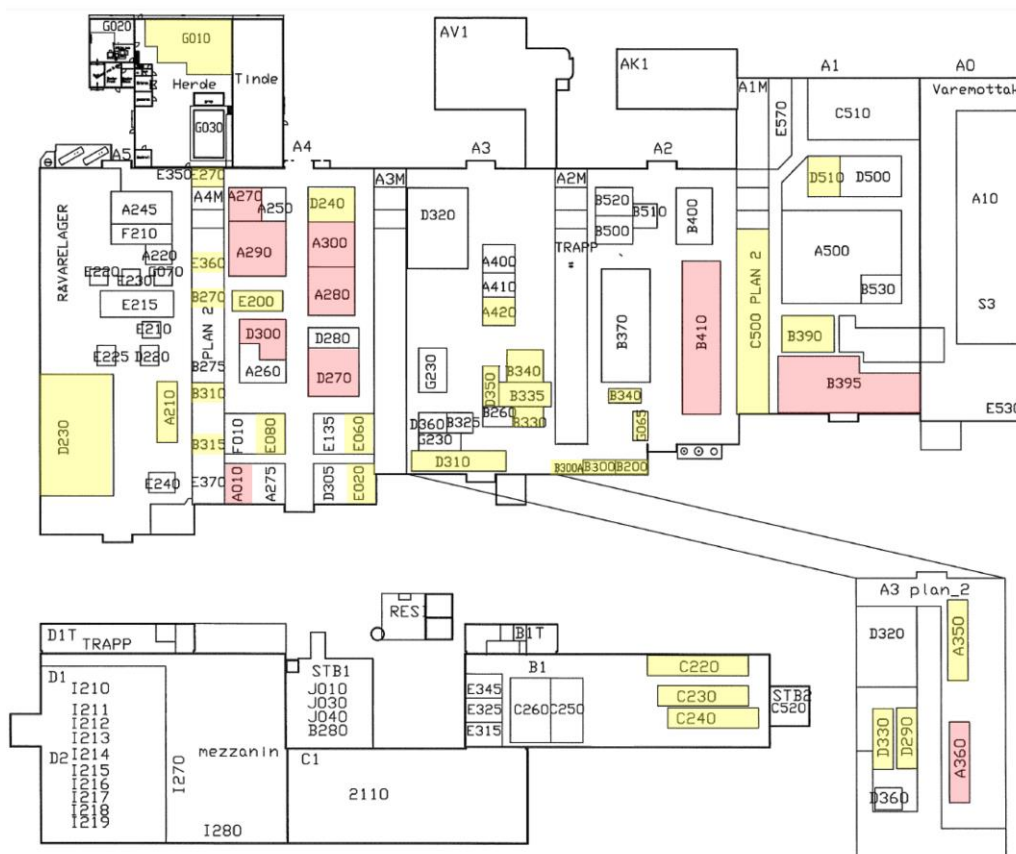 G020
G010
Herde
Tinde
G030
AV1
AK1
A1
A0
A1M
Varemottak
E570
C510
A5
A4
A3
A2
E350
E270
A4M
A3M
A2M
RAVARELAGER
A245
F210
A220
E220
E230
G070
E215
E210
E225
D220
D230
A210
E240
E360
B270
PLAN 2
B275
B310
B315
E370
A270
A250
D240
A290
A300
A280
E200
D300
A260
D280
D270
F010
E080
E135
E060
A010
A275
D305
E020
D320
A400
A410
A420
G230
D350
B340
B335
B260
B330
D360
B325
G230
D310
TRAPP
B520
B510
B500
B400
B370
B410
B340
G065
B300A
B300
B200
C500 PLAN 2
D510
D500
A500
B530
B390
B395
A10
S3
E530
A3 plan_2
D320
A350
D330
D290
A360
D360
D1T
TRAPP
D1
I210
I211
I212
I213
D2
I214
I215
I216
I217
I218
I219
I270
mezzanin
I280
RES1
STB1
J010
J030
J040
B280
C1
2110
B1T
B1
E345
E325
E315
C260
C250
C220
C230
C240
STB2
C520